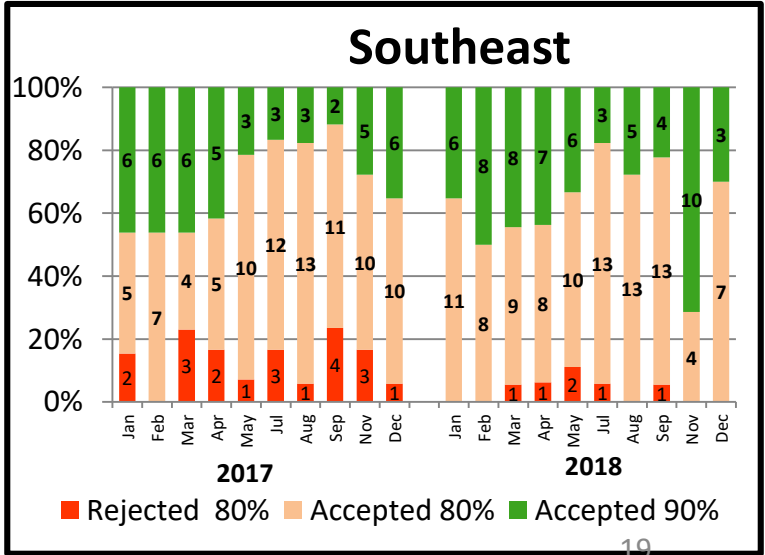 Southeast
100%
80%
60%
40%
20%
0%
6 6 6 5 3 3 3 2 5 6 6 8 8 7 6 3 5 4 10 3
5 7 4 5 10 12 13 11 10 10 11 8 9 8 10 13 13 13 4 7
2 3 2 1 3 1 4 3 1 1 1 2 1 1
Jan Feb Mar Apr May Jul Aug Sep Nov Dec Jan Feb Mar Apr May Jul Aug Sep Nov Dec
2017 2018
Rejected 80% Accepted 80% Accepted 90%
19